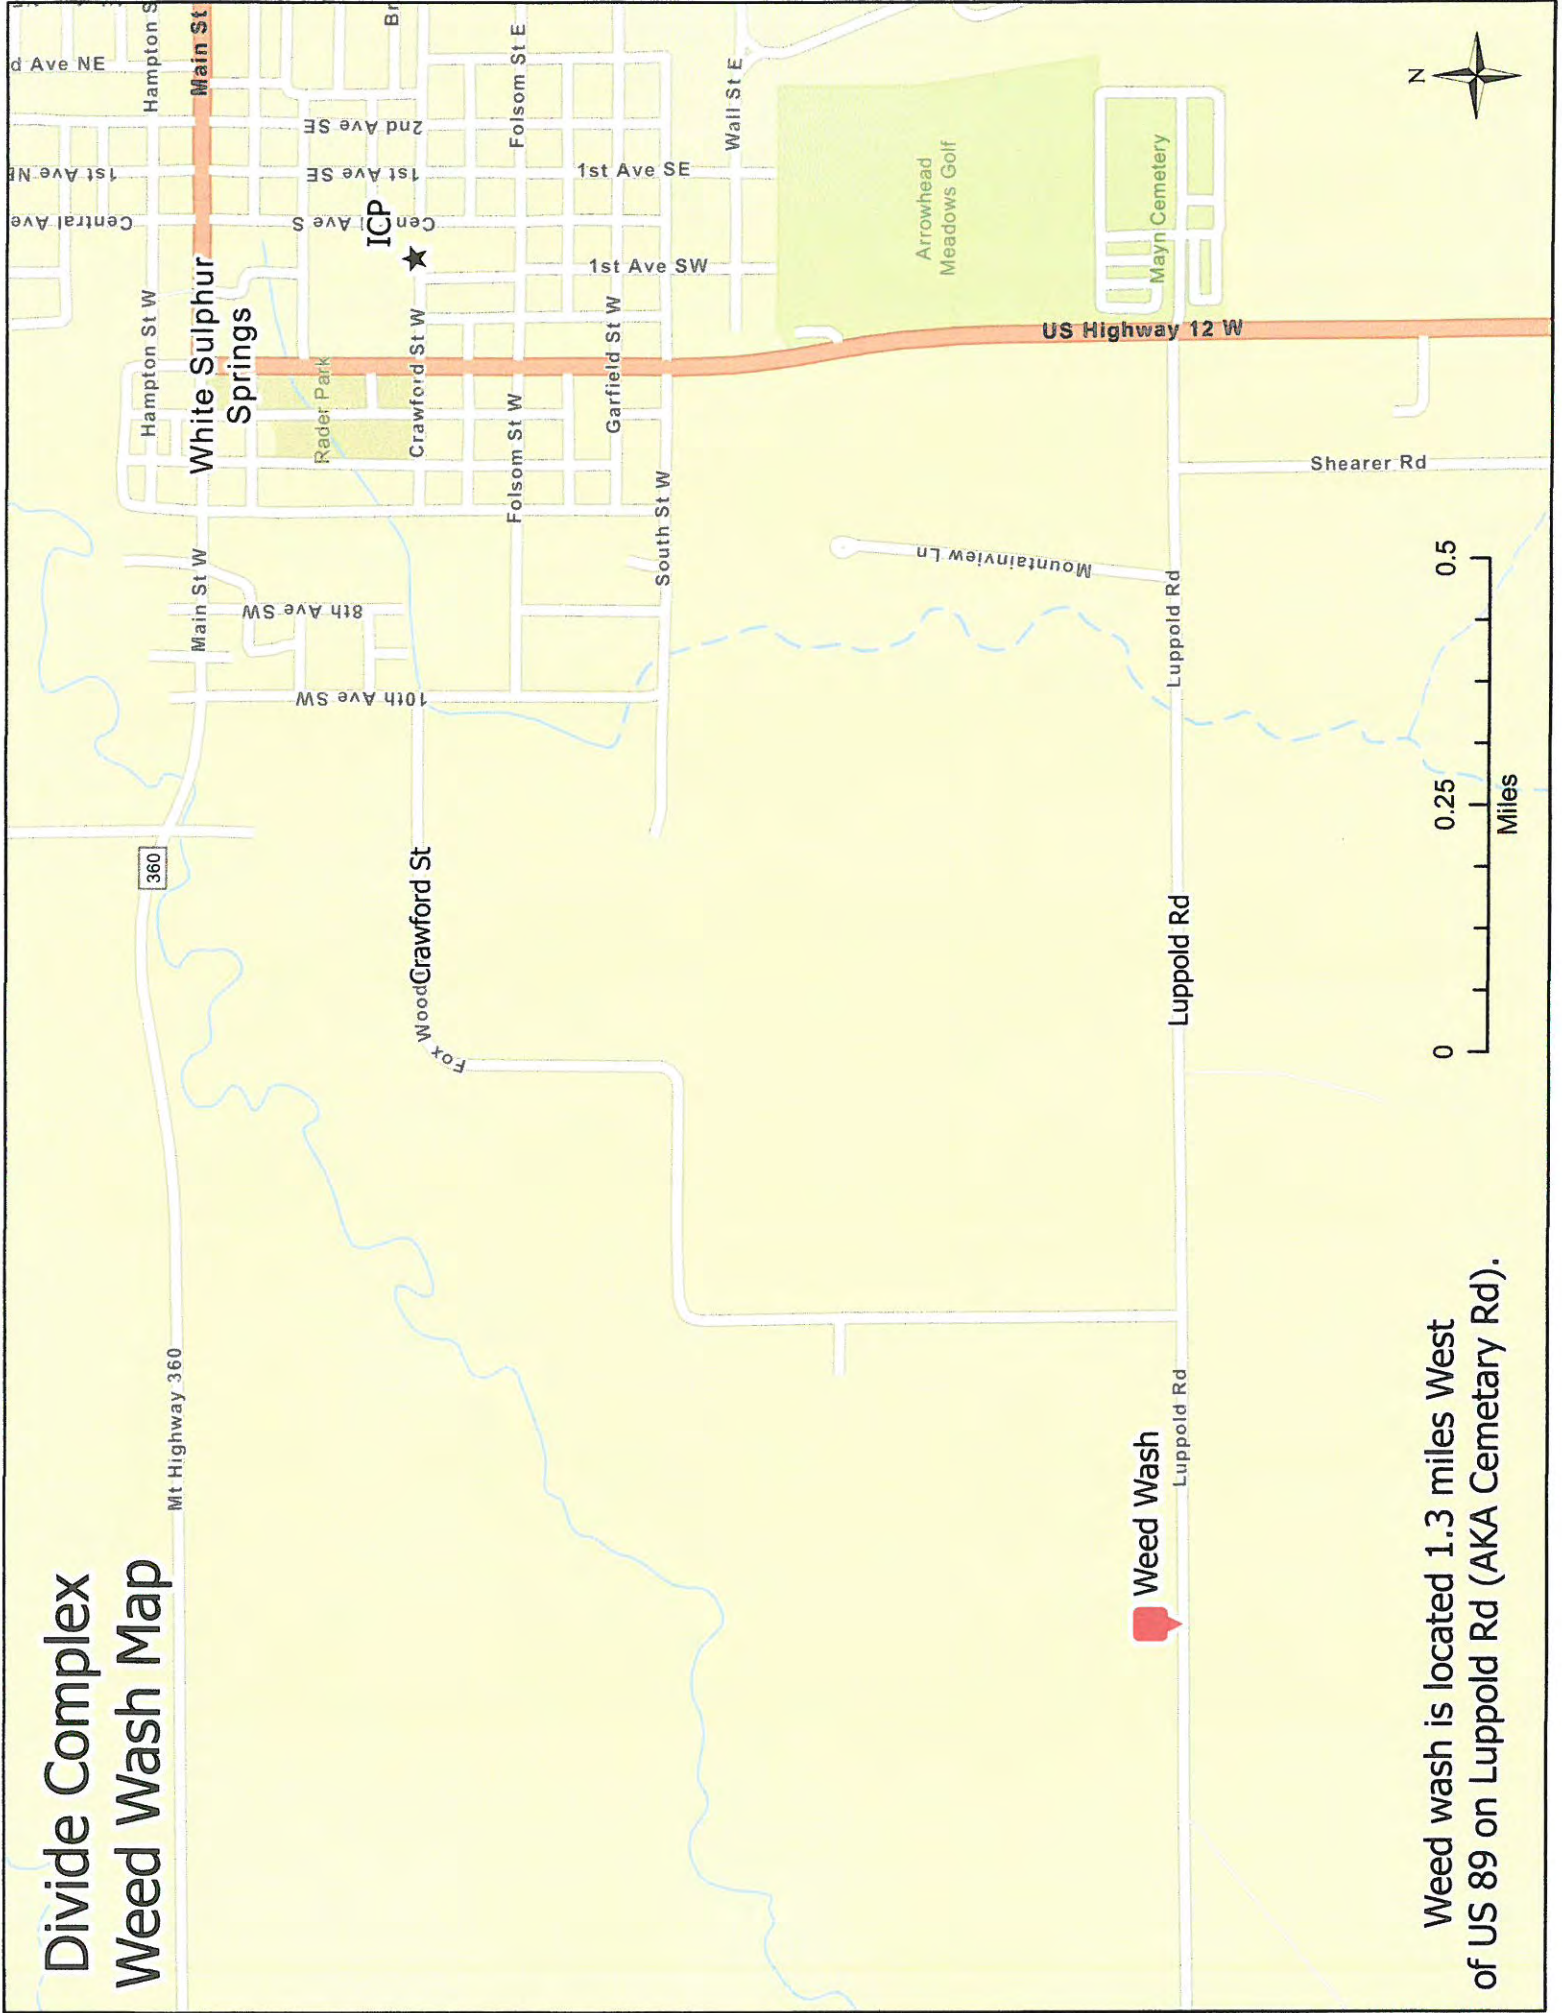 Divide Complex
Weed Wash Map
Mt Highway 360
360
Main St W
White Sulphur
Springs
Main St
Hampton St W
Hampton S
d Ave NE
1st Ave NE
Central Ave
Central Ave S
1st Ave SE
2nd Ave SE
Br
ICP
Rader Park
8th Ave SW
10th Ave SW
Crawford St W
Crawford St
Fox Wood
Folsom St W
Folsom St E
Garfield St W
South St W
1st Ave SW
1st Ave SE
Wall St E
Arrowhead
Meadows Golf
Mayn Cemetery
US Highway 12 W
Mountainview Ln
Shearer Rd
Luppold Rd
Luppold Rd
Luppold Rd
Weed Wash
N
0 0.25 0.5
Miles
Weed wash is located 1.3 miles West
of US 89 on Luppold Rd (AKA Cemetary Rd).